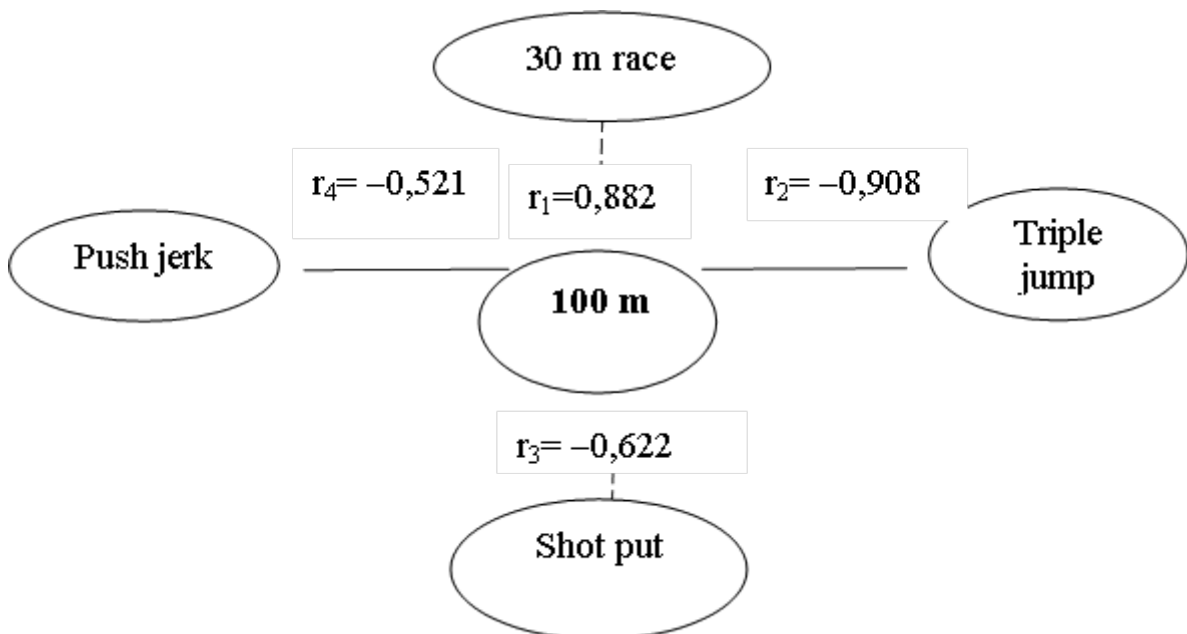 30 m race
r₄= –0,521
r₁=0,882
r₂= –0,908
Push jerk
100 m
Triple
jump
r₃= –0,622
Shot put